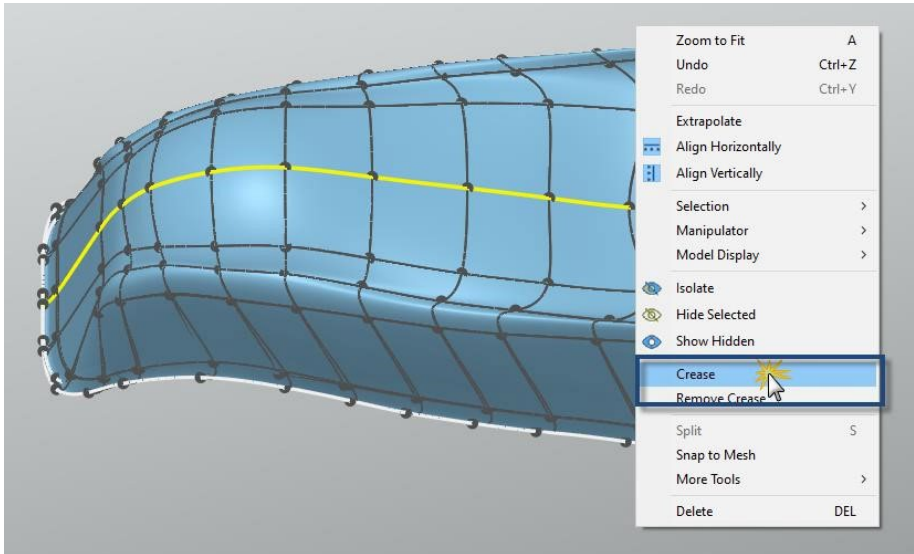 Zoom to Fit A
Undo Ctrl+Z
Redo Ctrl+Y
Extrapolate
Align Horizontally
Align Vertically
Selection >
Manipulator >
Model Display >
Isolate
Hide Selected
Show Hidden
Crease
Remove Crease
Split S
Snap to Mesh
More Tools >
Delete DEL